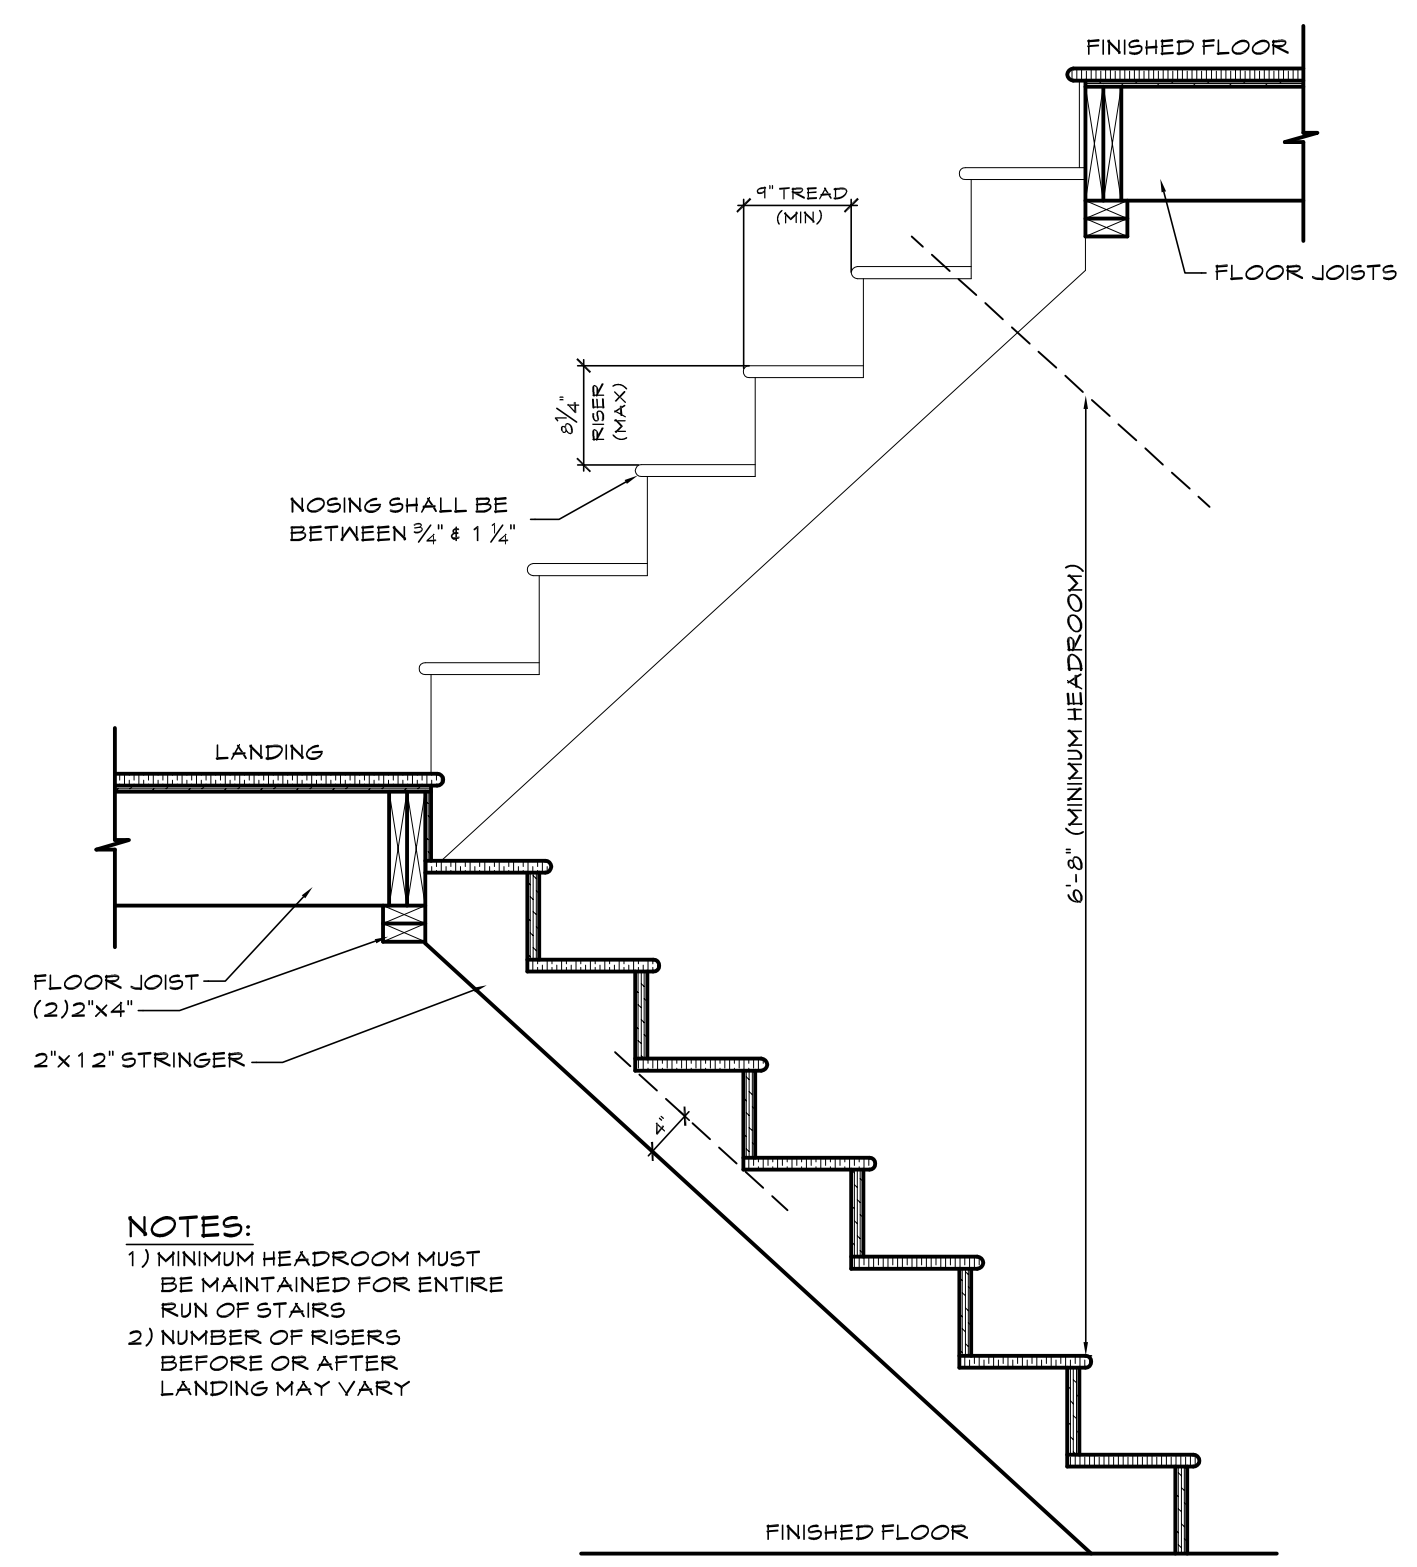 FINISHED FLOOR
9" TREAD
(MIN)
FLOOR JOISTS
8 1/4"
RISER
(MAX)
NOSING SHALL BE
BETWEEN 3/4" & 1 1/4"
6'-8" (MINIMUM HEADROOM)
LANDING
FLOOR JOIST
(2)2"x4"
2"x12" STRINGER
4"
NOTES:
1) MINIMUM HEADROOM MUST
BE MAINTAINED FOR ENTIRE
RUN OF STAIRS
2) NUMBER OF RISERS
BEFORE OR AFTER
LANDING MAY VARY
FINISHED FLOOR